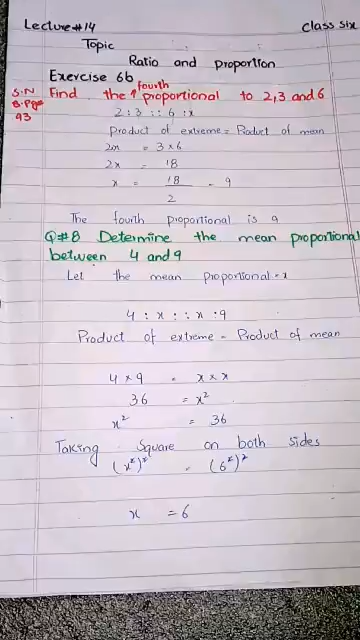 Lecture#14 Class six
Topic
Ratio and proportion
Exercise 6b
S.N Find the fourth proportional to 2,3 and 6
93
2 : 3 :: 6 : x
Product of extreme = Product of mean
2x = 3 x 6
2x = 18
x = 18/2 = 9
The fourth proportional is 9
Q#8 Determine the mean proportional
between 4 and 9
Let the mean proportional = x
4 : x :: x : 9
Product of extreme = Product of mean
4 x 9 = x x x
36 = x²
x² = 36
Taking Square on both sides
(x²)² = (6²)²
x = 6